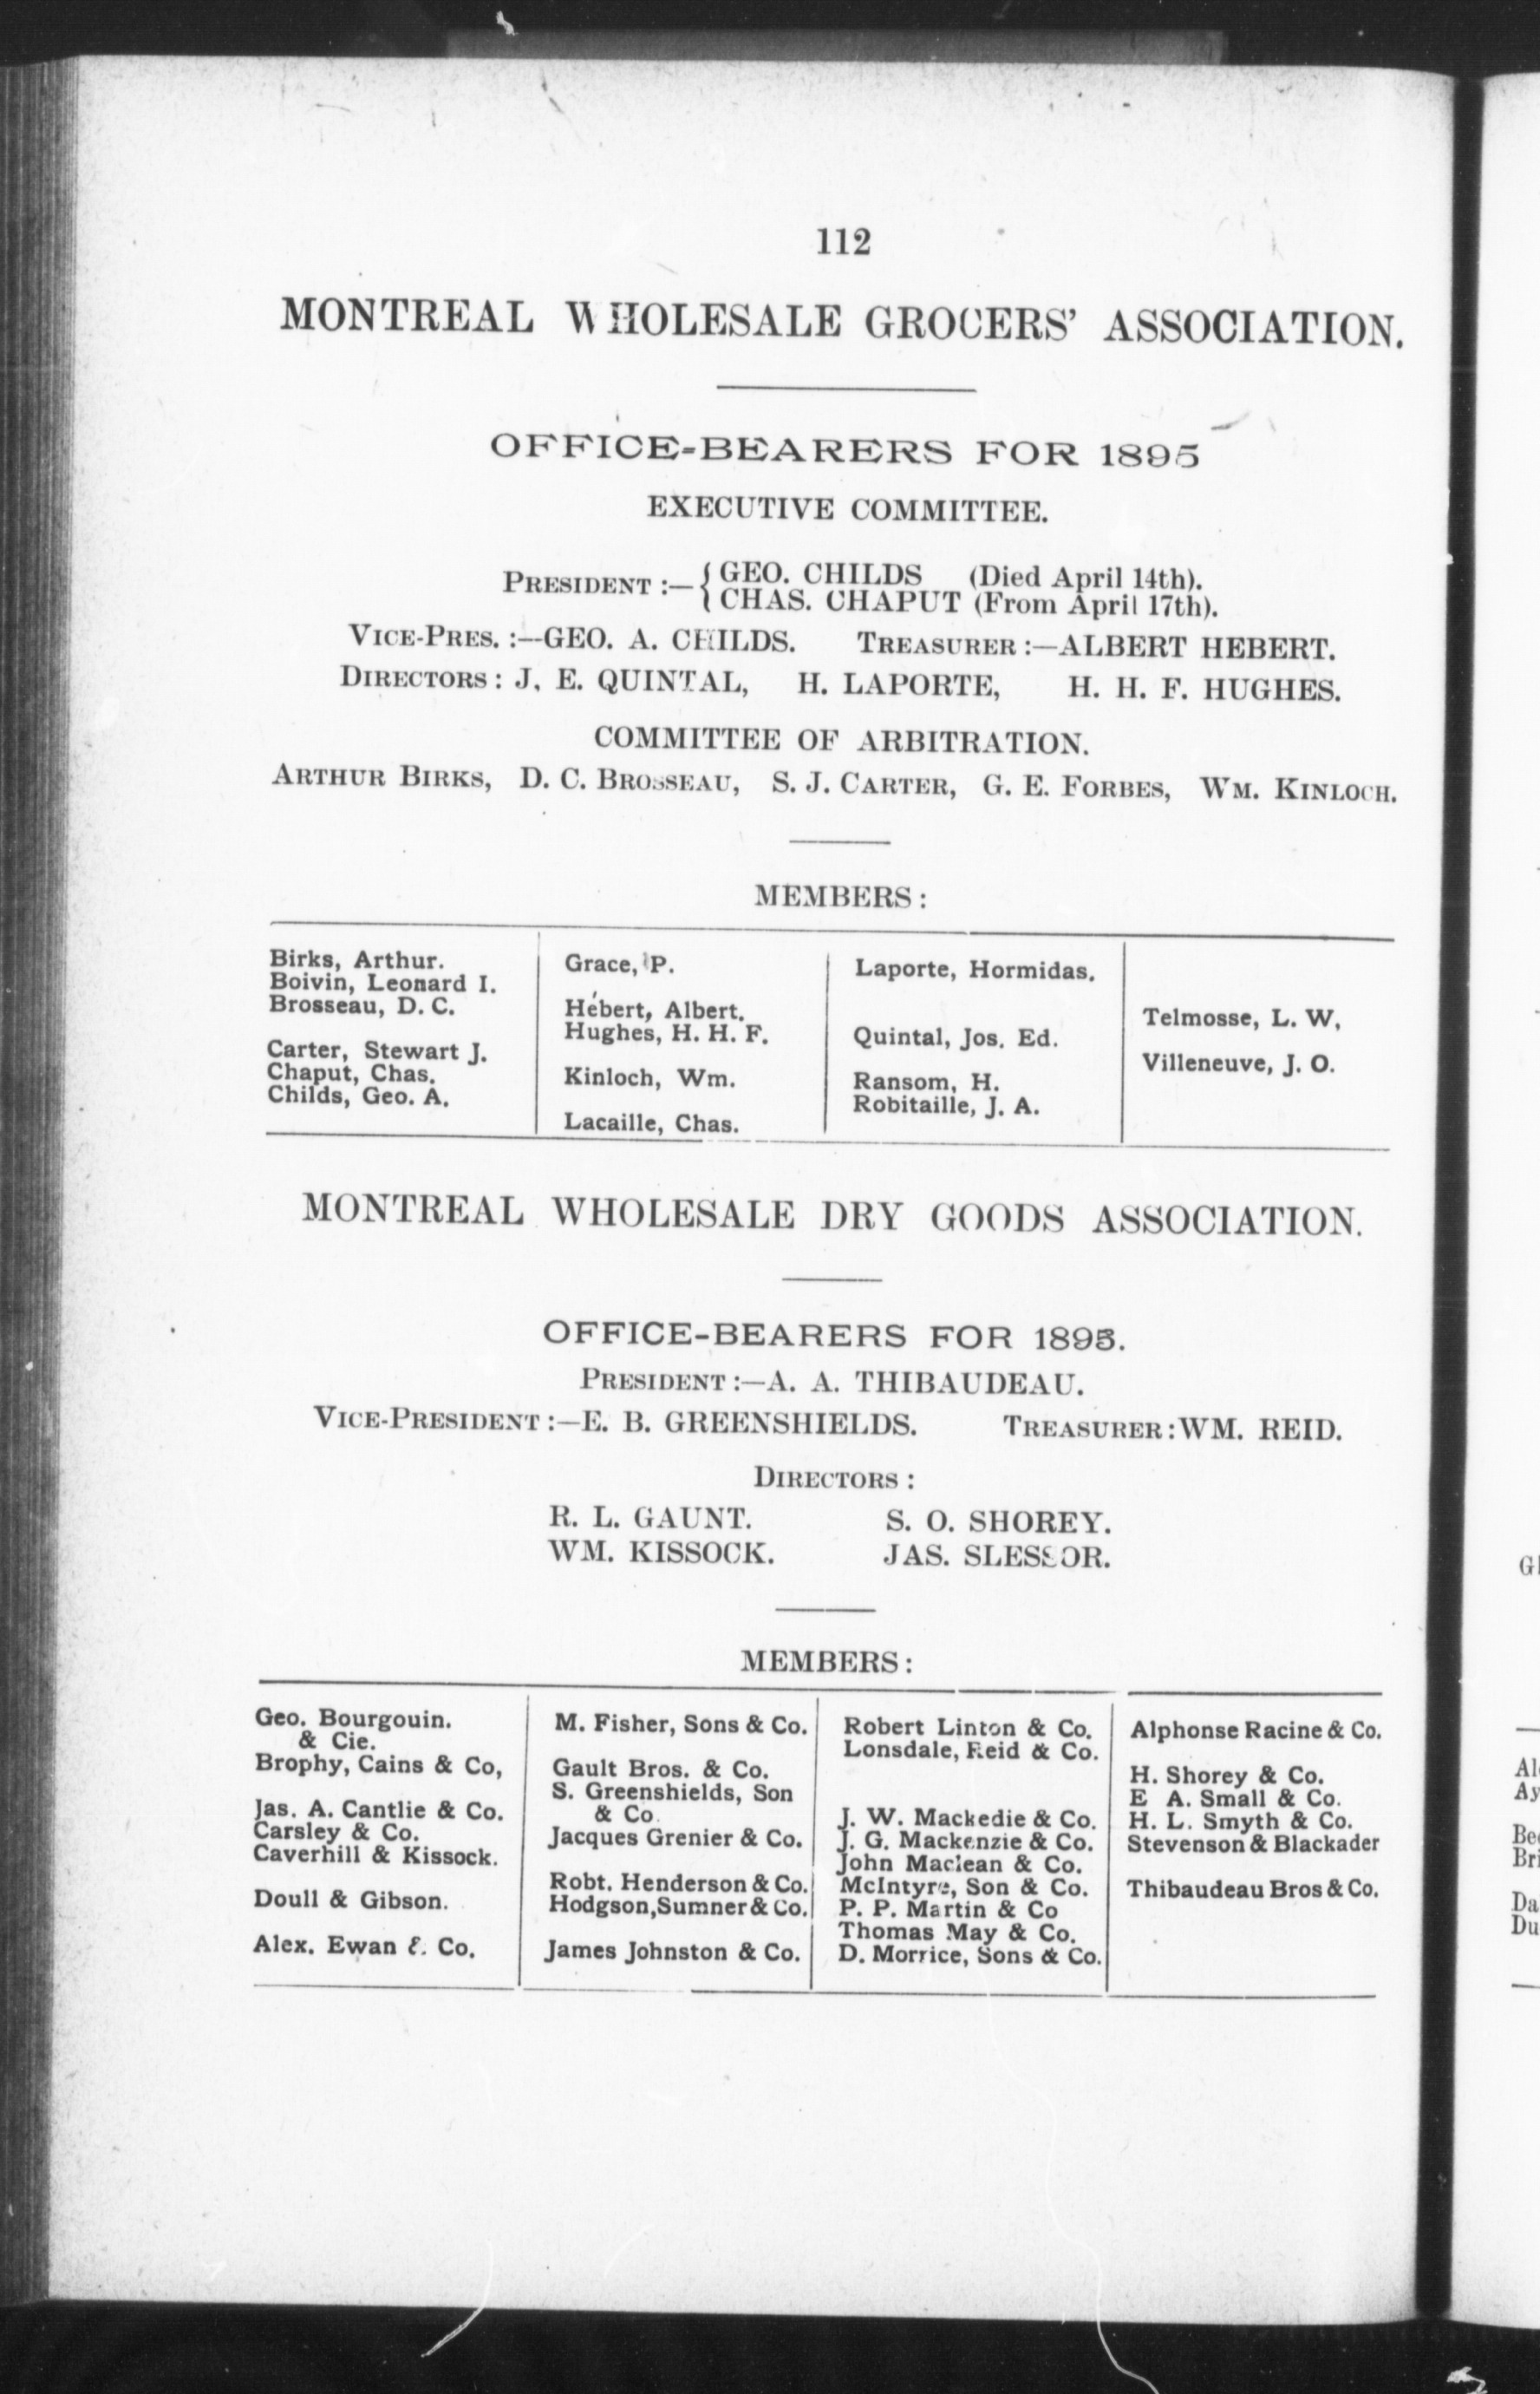 112
MONTREAL WHOLESALE GROCERS' ASSOCIATION.
OFFICE-BEARERS FOR 1895
EXECUTIVE COMMITTEE.
PRESIDENT :—{ GEO. CHILDS (Died April 14th).
CHAS. CHAPUT (From April 17th).
VICE-PRES. :—GEO. A. CHILDS. TREASURER :—ALBERT HEBERT.
DIRECTORS : J. E. QUINTAL, H. LAPORTE, H. H. F. HUGHES.
COMMITTEE OF ARBITRATION.
ARTHUR BIRKS, D. C. BROSSEAU, S. J. CARTER, G. E. FORBES, WM. KINLOCH.
MEMBERS :
Birks, Arthur.
Boivin, Leonard I.
Brosseau, D. C.
Carter, Stewart J.
Chaput, Chas.
Childs, Geo. A.
Grace, P.
Hébert, Albert.
Hughes, H. H. F.
Kinloch, Wm.
Lacaille, Chas.
Laporte, Hormidas.
Quintal, Jos. Ed.
Ransom, H.
Robitaille, J. A.
Telmosse, L. W,
Villeneuve, J. O.
MONTREAL WHOLESALE DRY GOODS ASSOCIATION.
OFFICE-BEARERS FOR 1895.
PRESIDENT :—A. A. THIBAUDEAU.
VICE-PRESIDENT :—E. B. GREENSHIELDS. TREASURER : WM. REID.
DIRECTORS :
R. L. GAUNT. S. O. SHOREY.
WM. KISSOCK. JAS. SLESSOR.
MEMBERS :
Geo. Bourgouin.
& Cie.
Brophy, Cains & Co,
Jas. A. Cantlie & Co.
Carsley & Co.
Caverhill & Kissock.
Doull & Gibson.
Alex. Ewan & Co.
M. Fisher, Sons & Co.
Gault Bros. & Co.
S. Greenshields, Son
& Co.
Jacques Grenier & Co.
Robt. Henderson & Co.
Hodgson, Sumner & Co.
James Johnston & Co.
Robert Linton & Co.
Lonsdale, Reid & Co.
J. W. Mackedie & Co.
J. G. Mackenzie & Co.
John Maclean & Co.
McIntyre, Son & Co.
P. P. Martin & Co
Thomas May & Co.
D. Morrice, Sons & Co.
Alphonse Racine & Co.
H. Shorey & Co.
E A. Small & Co.
H. L. Smyth & Co.
Stevenson & Blackader
Thibaudeau Bros & Co.